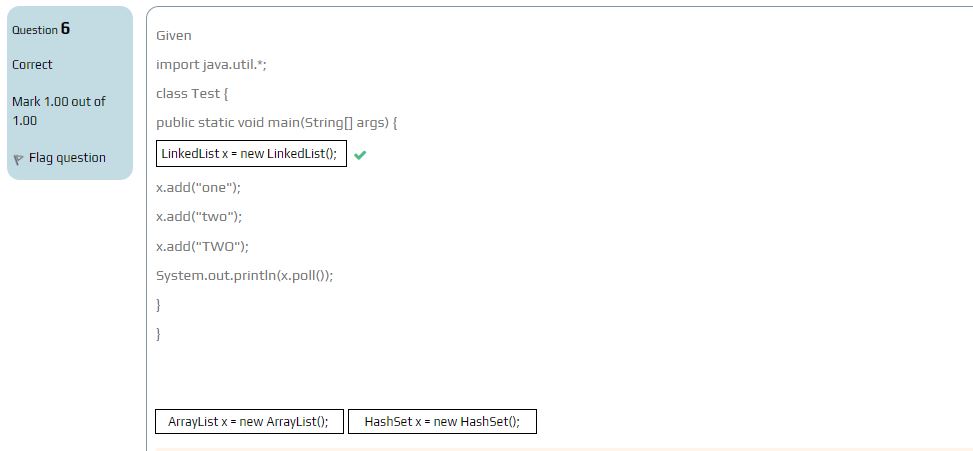 Question 6
Correct
Mark 1.00 out of
1.00
Flag question
Given
import java.util.*;
class Test {
public static void main(String[] args) {
LinkedList x = new LinkedList();
x.add("one");
x.add("two");
x.add("TWO");
System.out.println(x.poll());
}
}
ArrayList x = new ArrayList(); HashSet x = new HashSet();